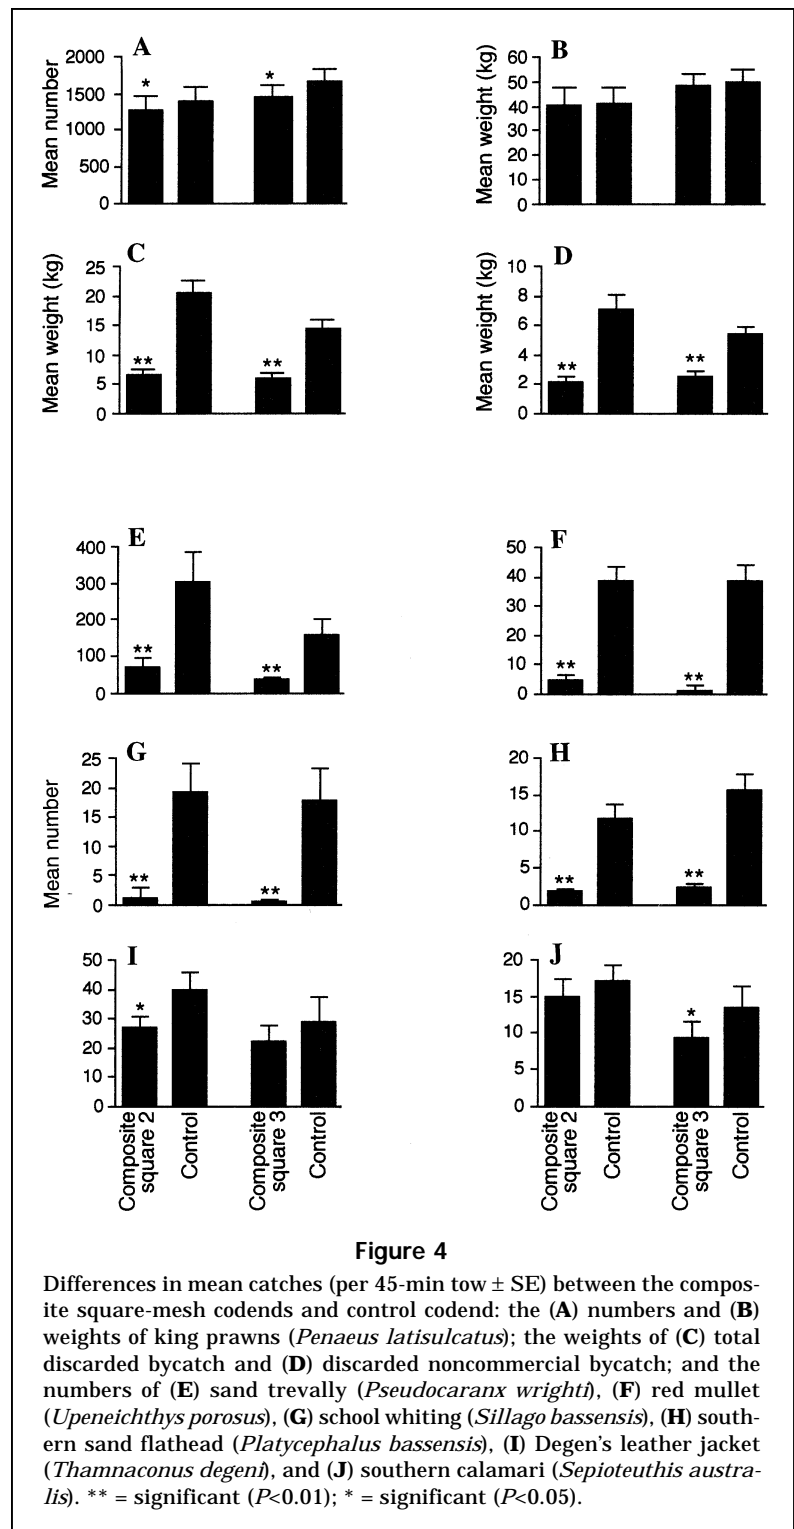 A
2000
1500
1000
500
0
Mean number
* *
B
60
50
40
30
20
10
0
Mean weight (kg)
C
25
20
15
10
5
0
Mean weight (kg)
** **
D
10
8
6
4
2
0
Mean weight (kg)
** **
E
400
300
200
100
0
** **
F
50
40
30
20
10
0
** **
G
25
20
15
10
5
0
Mean number
** **
H
20
15
10
5
0
** **
I
50
40
30
20
10
0
*
J
20
15
10
5
0
*
Composite
square 2
Control
Composite
square 3
Control
Composite
square 2
Control
Composite
square 3
Control
Figure 4
Differences in mean catches (per 45-min tow ± SE) between the compos-
ite square-mesh codends and control codend: the (A) numbers and (B)
weights of king prawns (Penaeus latisulcatus); the weights of (C) total
discarded bycatch and (D) discarded noncommercial bycatch; and the
numbers of (E) sand trevally (Pseudocaranx wrighti), (F) red mullet
(Upeneichthys porosus), (G) school whiting (Sillago bassensis), (H) south-
ern sand flathead (Platycephalus bassensis), (I) Degen's leather jacket
(Thamnaconus degeni), and (J) southern calamari (Sepioteuthis austra-
lis). ** = significant (P<0.01); * = significant (P<0.05).